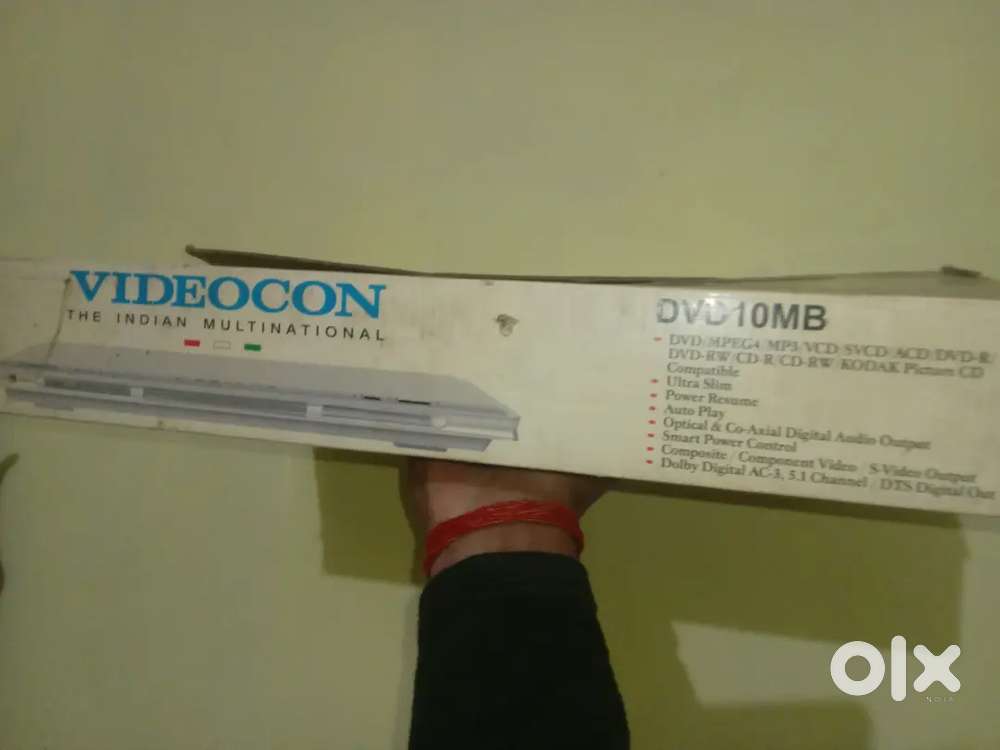 VIDEOCON
THE INDIAN MULTINATIONAL
DVD10MB
DVD/MPEG4/MP3/VCD/SVCD/ACD/DVD-R/
DVD-RW/CD-R/CD-RW/KODAK Picture CD
Compatible
Ultra Slim
Power Resume
Auto Play
Optical & Co-Axial Digital Audio Output
Smart Power Control
Composite / Component Video / S-Video Output
Dolby Digital AC-3, 5.1 Channel / DTS Digital Out
olx
INDIA